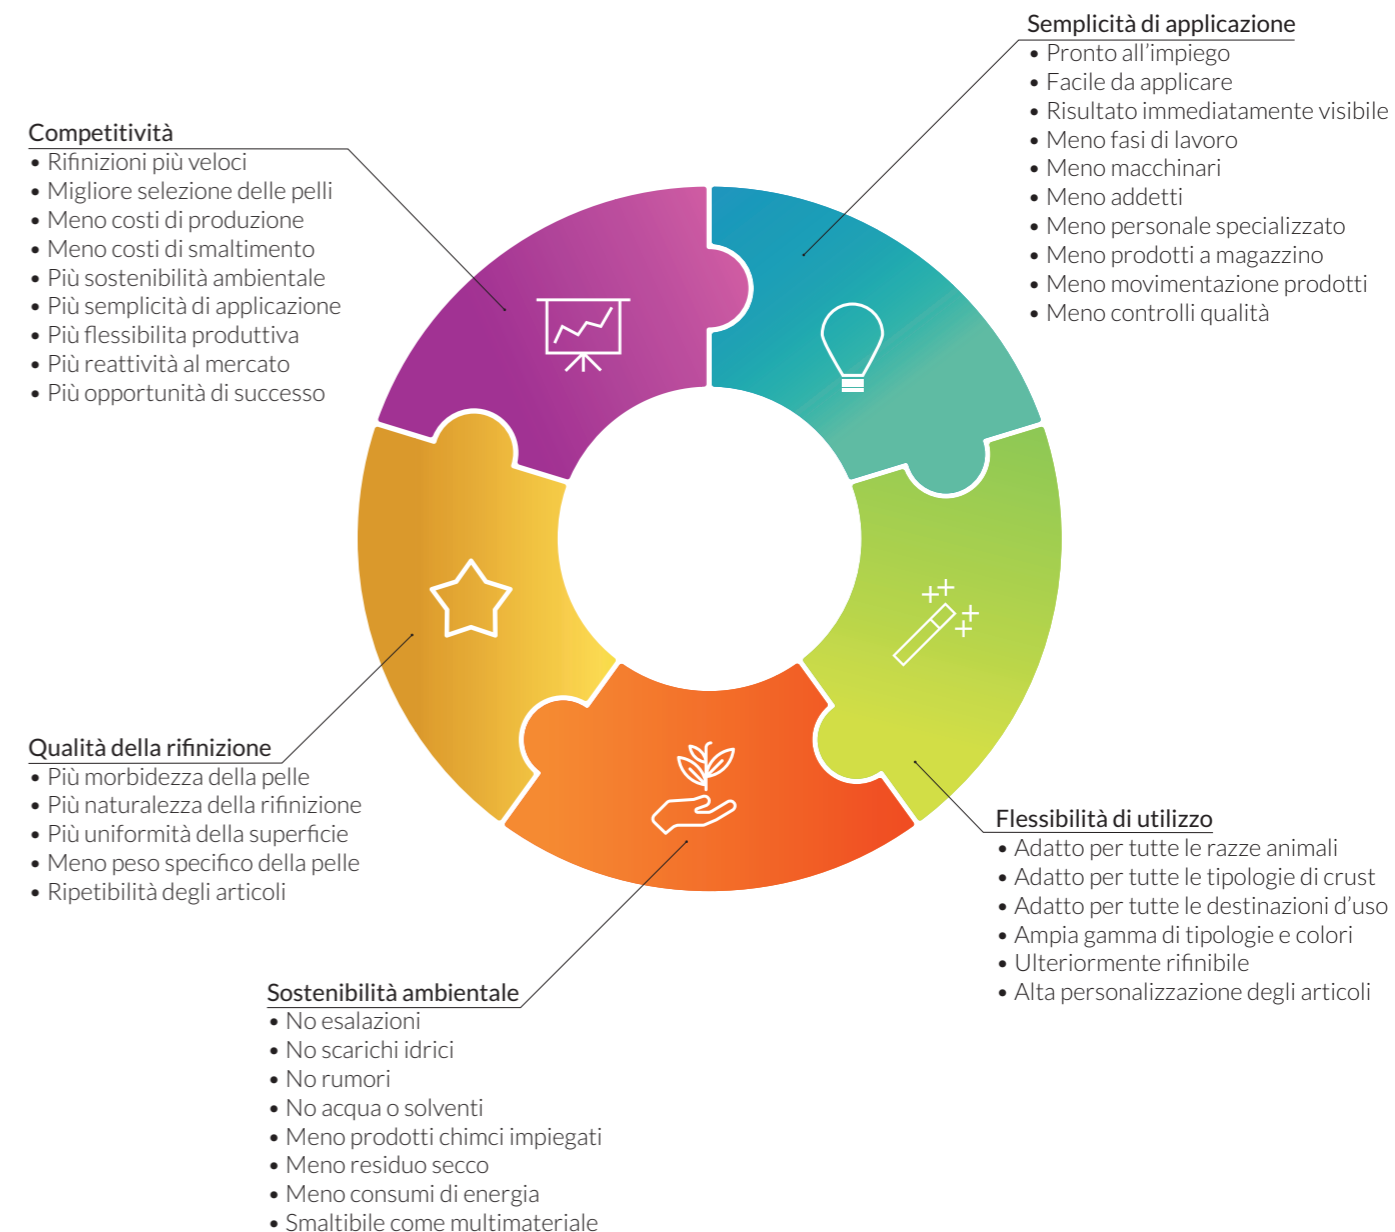 Semplicità di applicazione
• Pronto all'impiego
• Facile da applicare
• Risultato immediatamente visibile
• Meno fasi di lavoro
• Meno macchinari
• Meno addetti
• Meno personale specializzato
• Meno prodotti a magazzino
• Meno movimentazione prodotti
• Meno controlli qualità
Competitività
• Rifinizioni più veloci
• Migliore selezione delle pelli
• Meno costi di produzione
• Meno costi di smaltimento
• Più sostenibilità ambientale
• Più semplicità di applicazione
• Più flessibilita produttiva
• Più reattività al mercato
• Più opportunità di successo
Qualità della rifinizione
• Più morbidezza della pelle
• Più naturalezza della rifinizione
• Più uniformità della superficie
• Meno peso specifico della pelle
• Ripetibilità degli articoli
Flessibilità di utilizzo
• Adatto per tutte le razze animali
• Adatto per tutte le tipologie di crust
• Adatto per tutte le destinazioni d'uso
• Ampia gamma di tipologie e colori
• Ulteriormente rifinibile
• Alta personalizzazione degli articoli
Sostenibilità ambientale
• No esalazioni
• No scarichi idrici
• No rumori
• No acqua o solventi
• Meno prodotti chimci impiegati
• Meno residuo secco
• Meno consumi di energia
• Smaltibile come multimateriale